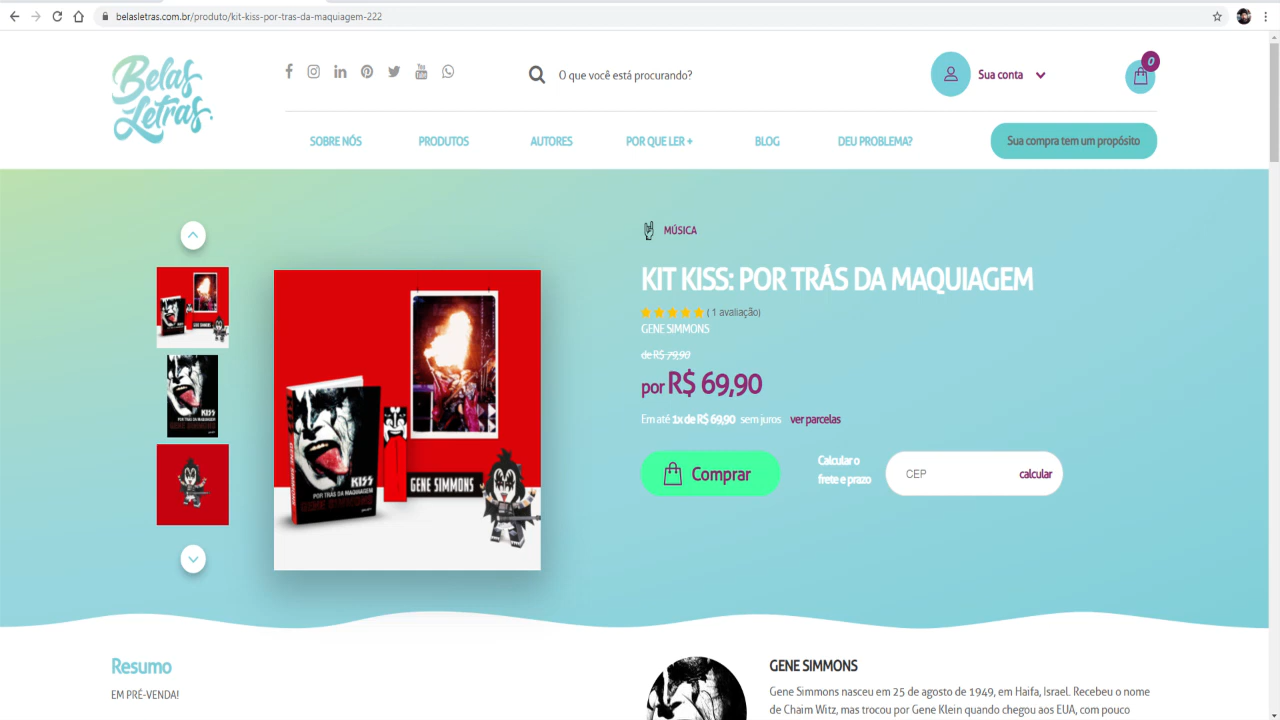 belasletras.com.br/produto/kit-kiss-por-tras-da-maquiagem-222
Belas
Letras
O que você está procurando?
Sua conta
0
SOBRE NÓS
PRODUTOS
AUTORES
POR QUE LER +
BLOG
DEU PROBLEMA?
Sua compra tem um propósito
MÚSICA
KIT KISS: POR TRÁS DA MAQUIAGEM
( 1 avaliação)
GENE SIMMONS
de R$ 79,90
por R$ 69,90
Em até 1x de R$ 69,90 sem juros ver parcelas
Comprar
Calcular o
frete e prazo
CEP
calcular
KISS
POR TRÁS DA MAQUIAGEM
GENE SIMMONS
GENE SIMMONS
KISS
Resumo
EM PRÉ-VENDA!
GENE SIMMONS
Gene Simmons nasceu em 25 de agosto de 1949, em Haifa, Israel. Recebeu o nome
de Chaim Witz, mas trocou por Gene Klein quando chegou aos EUA, com pouco